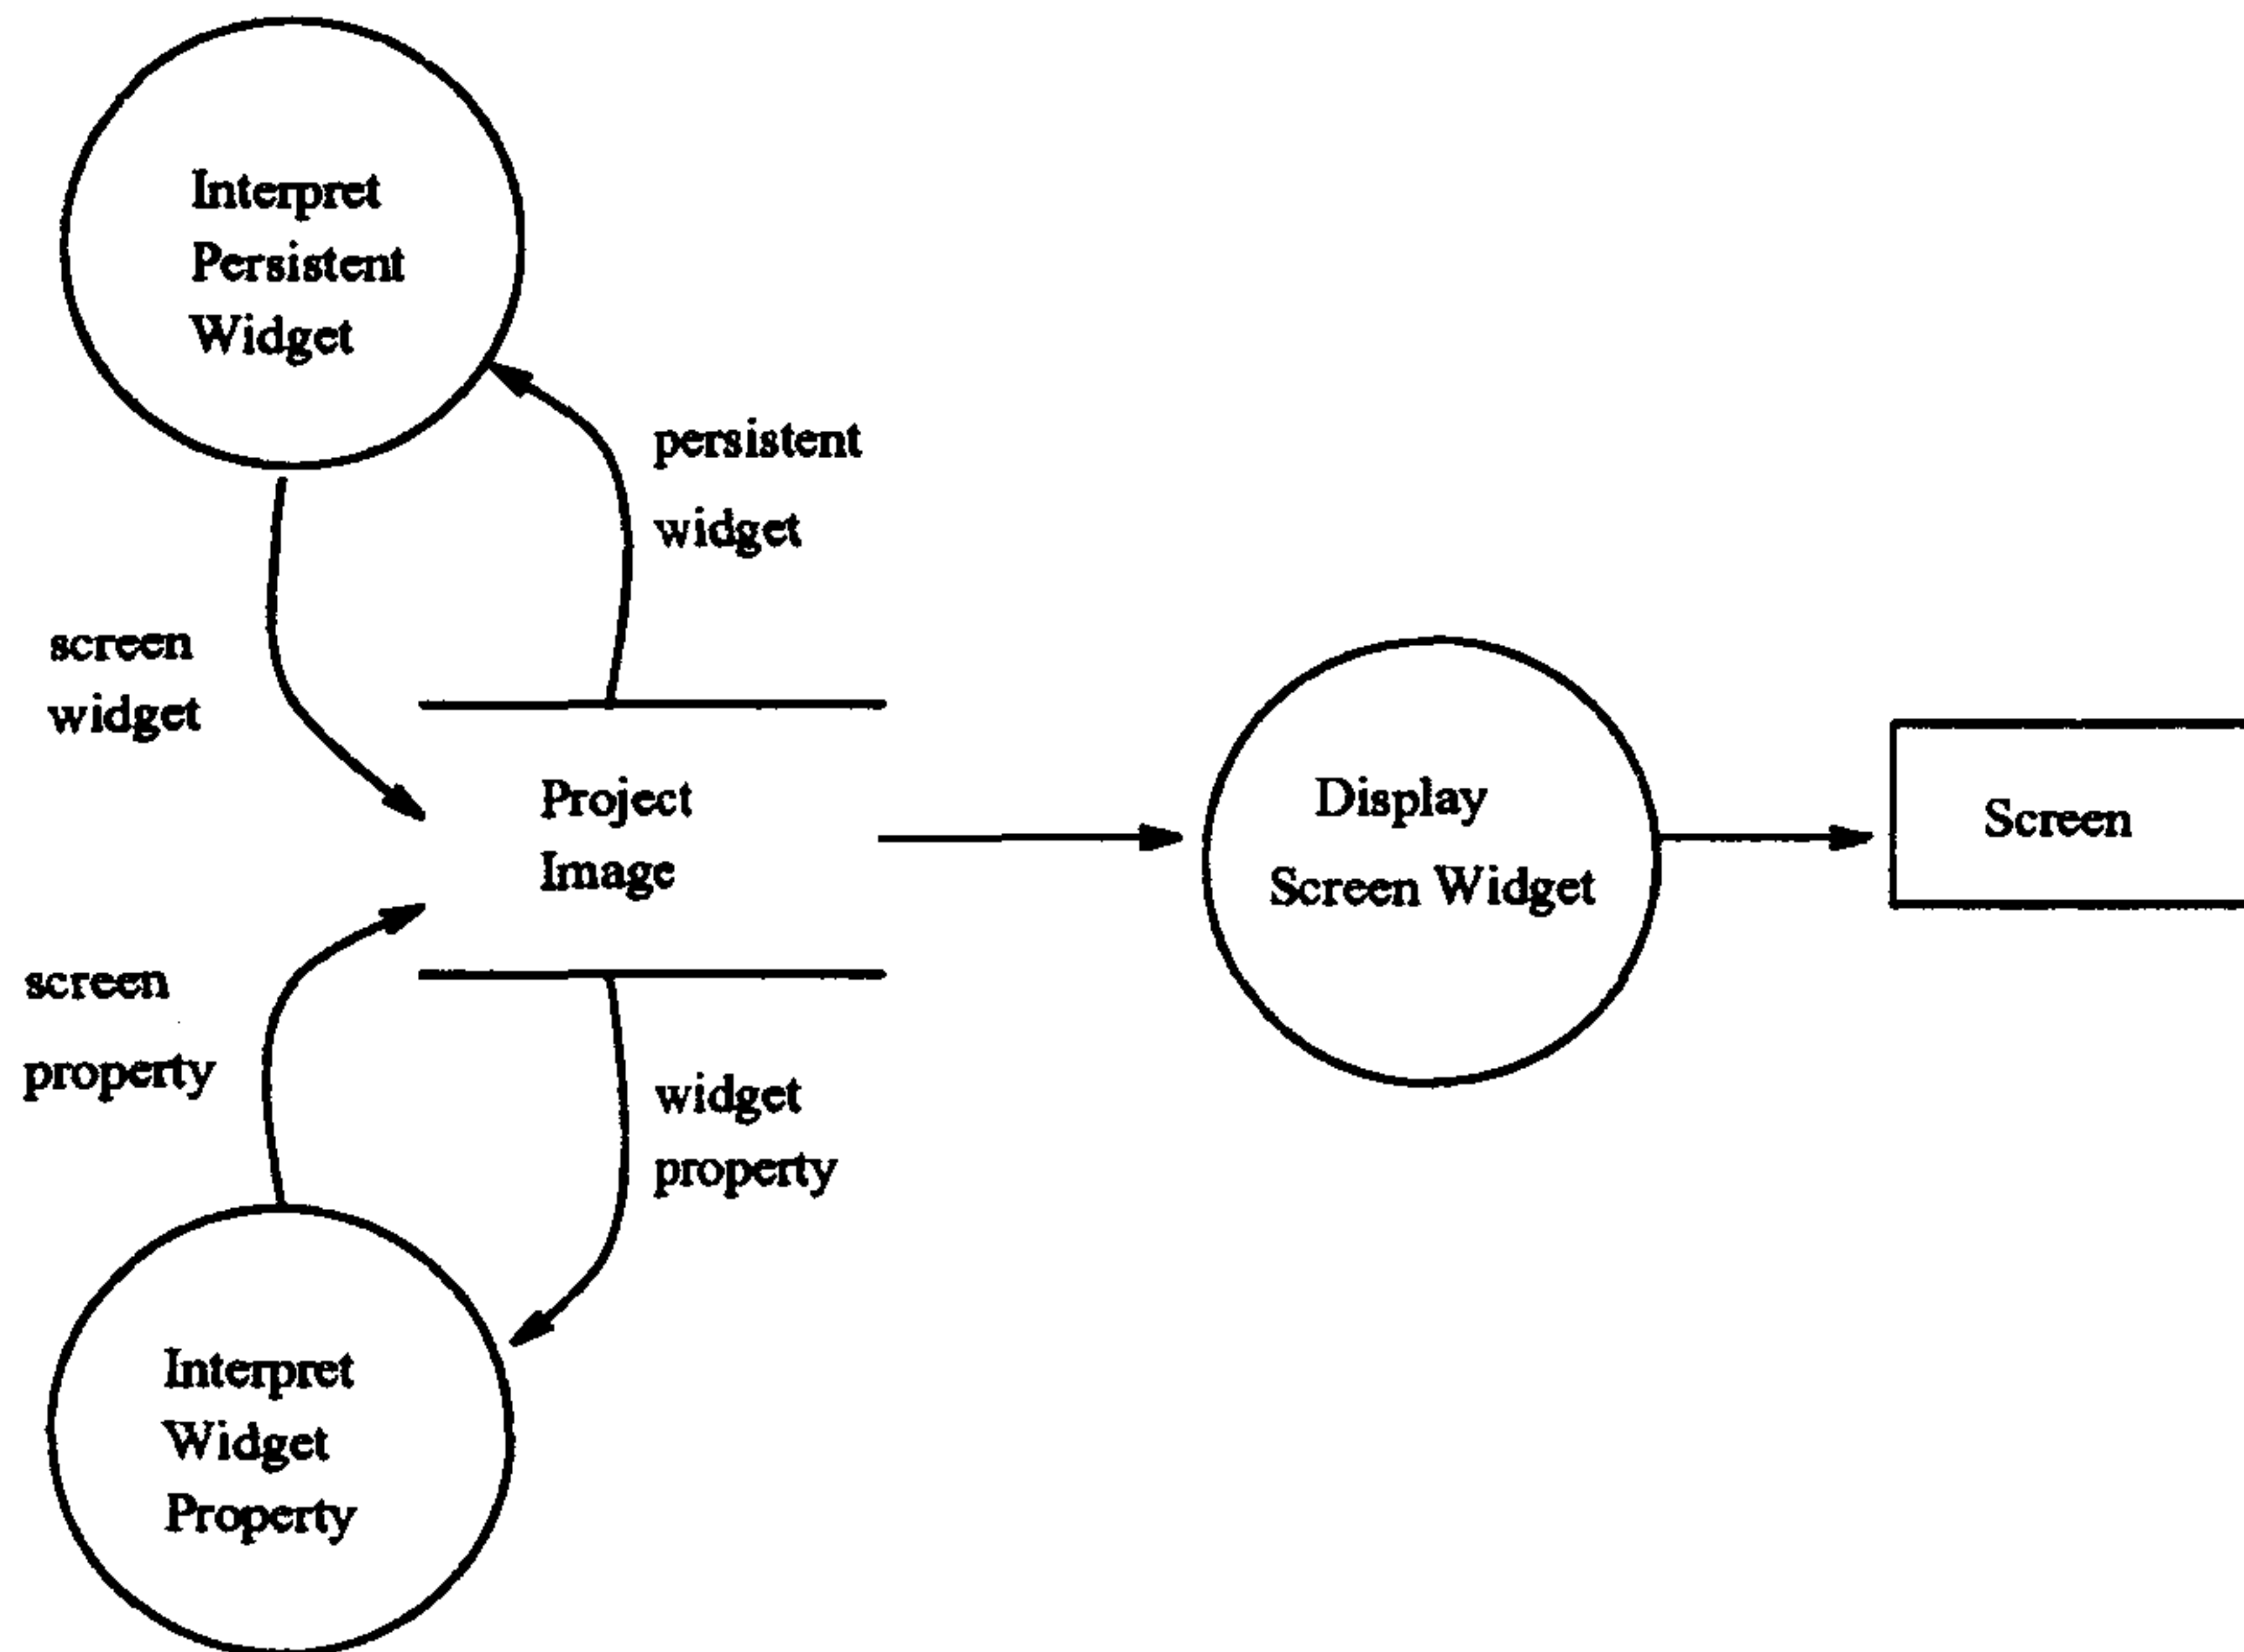 Interpret
Persistent
Widget
persistent
widget
screen
widget
Project
Image
Display
Screen Widget
Screen
screen
property
widget
property
Interpret
Widget
Property